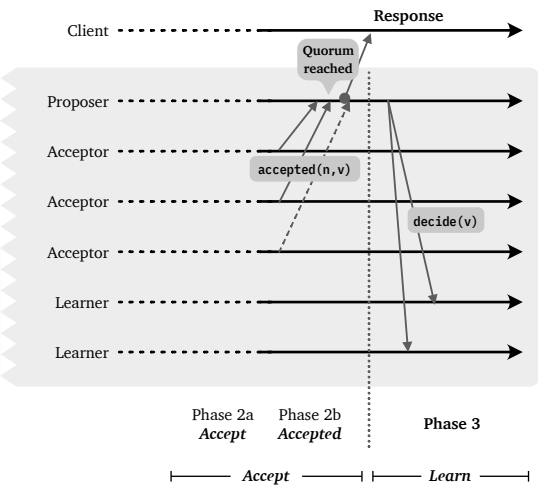 Response
Client
Quorum
reached
Proposer
Acceptor
accepted(n,v)
Acceptor
decide(v)
Acceptor
Learner
Learner
Phase 2a
Accept
Phase 2b
Accepted
Phase 3
Accept
Learn